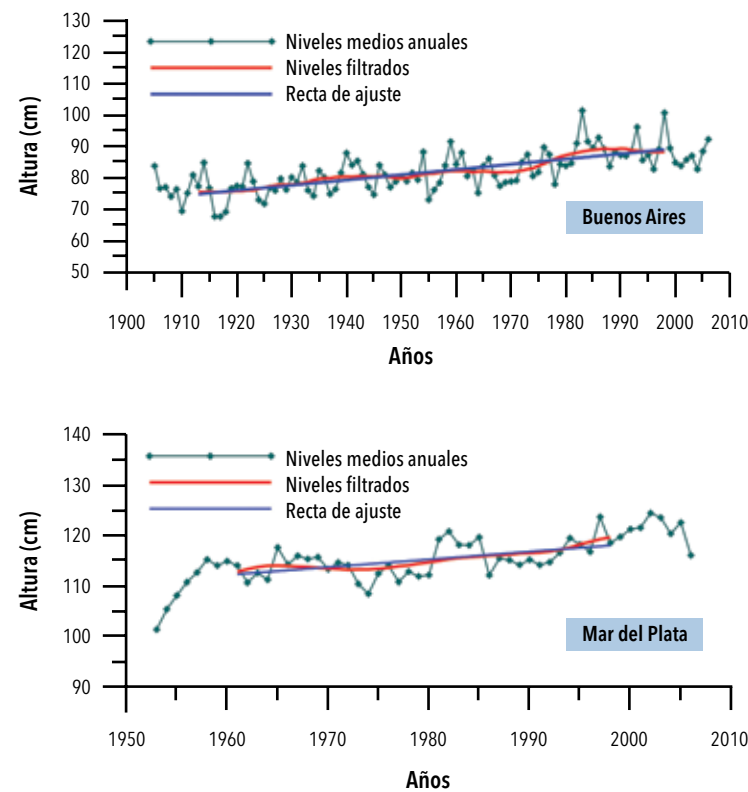 130
120
110
100
90
80
70
60
50
Altura (cm)
Niveles medios anuales
Niveles filtrados
Recta de ajuste
Buenos Aires
1900 1910 1920 1930 1940 1950 1960 1970 1980 1990 2000 2010
Años
140
130
120
110
100
90
Altura (cm)
Niveles medios anuales
Niveles filtrados
Recta de ajuste
Mar del Plata
1950 1960 1970 1980 1990 2000 2010
Años